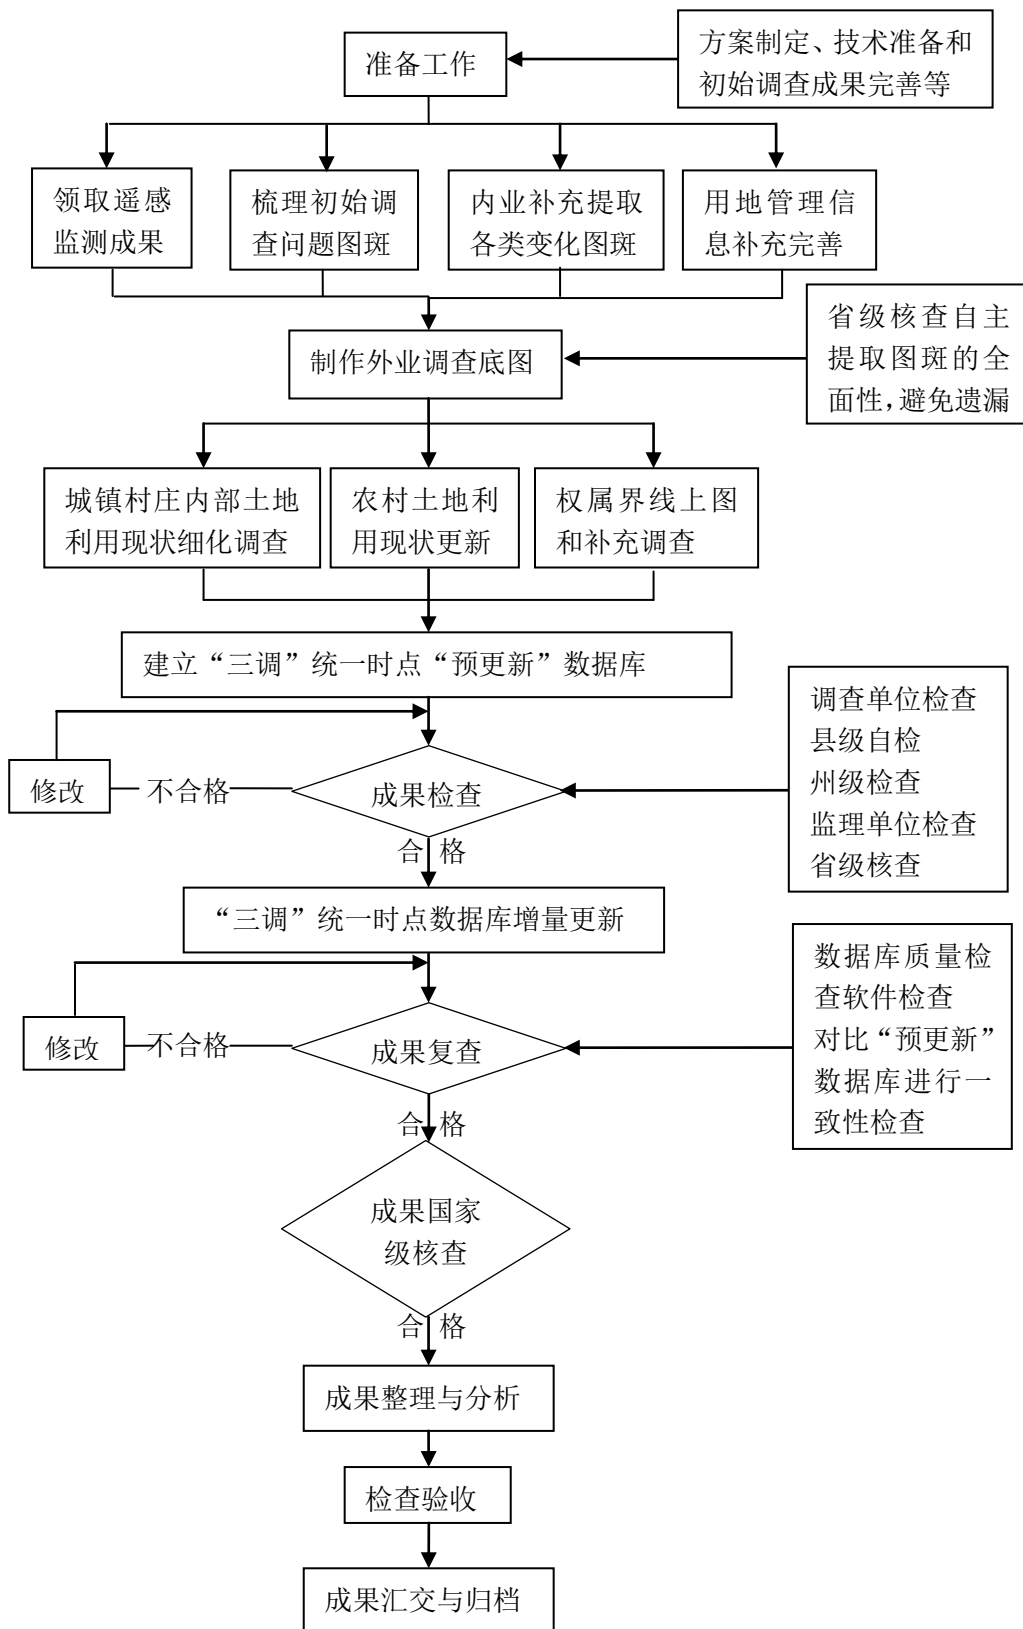 准备工作
方案制定、技术准备和
初始调查成果完善等
领取遥感
监测成果
梳理初始调
查问题图斑
内业补充提取
各类变化图斑
用地管理信
息补充完善
制作外业调查底图
省级核查自主
提取图斑的全
面性,避免遗漏
城镇村庄内部土地
利用现状细化调查
农村土地利
用现状更新
权属界线上图
和补充调查
建立“三调”统一时点“预更新”数据库
修改
不合格
成果检查
调查单位检查
县级自检
州级检查
监理单位检查
省级核查
合格
“三调”统一时点数据库增量更新
修改
不合格
成果复查
数据库质量检
查软件检查
对比“预更新”
数据库进行一
致性检查
合格
成果国家
级核查
合格
成果整理与分析
检查验收
成果汇交与归档